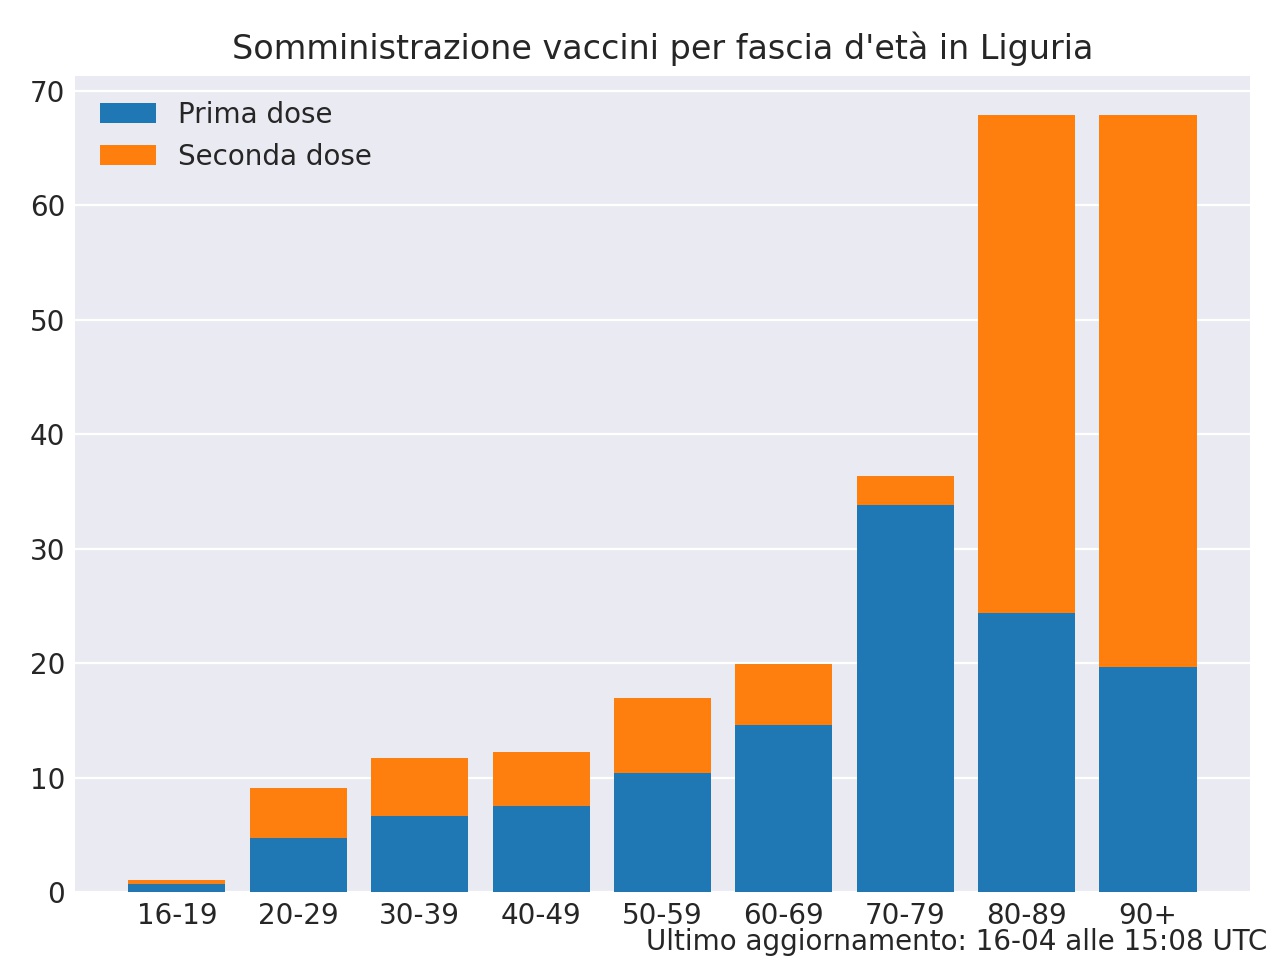 Somministrazione vaccini per fascia d'età in Liguria
70
Prima dose
Seconda dose
60
50
40
30
20
10
0
16-19 20-29 30-39 40-49 50-59 60-69 70-79 80-89 90+
Ultimo aggiornamento: 16-04 alle 15:08 UTC